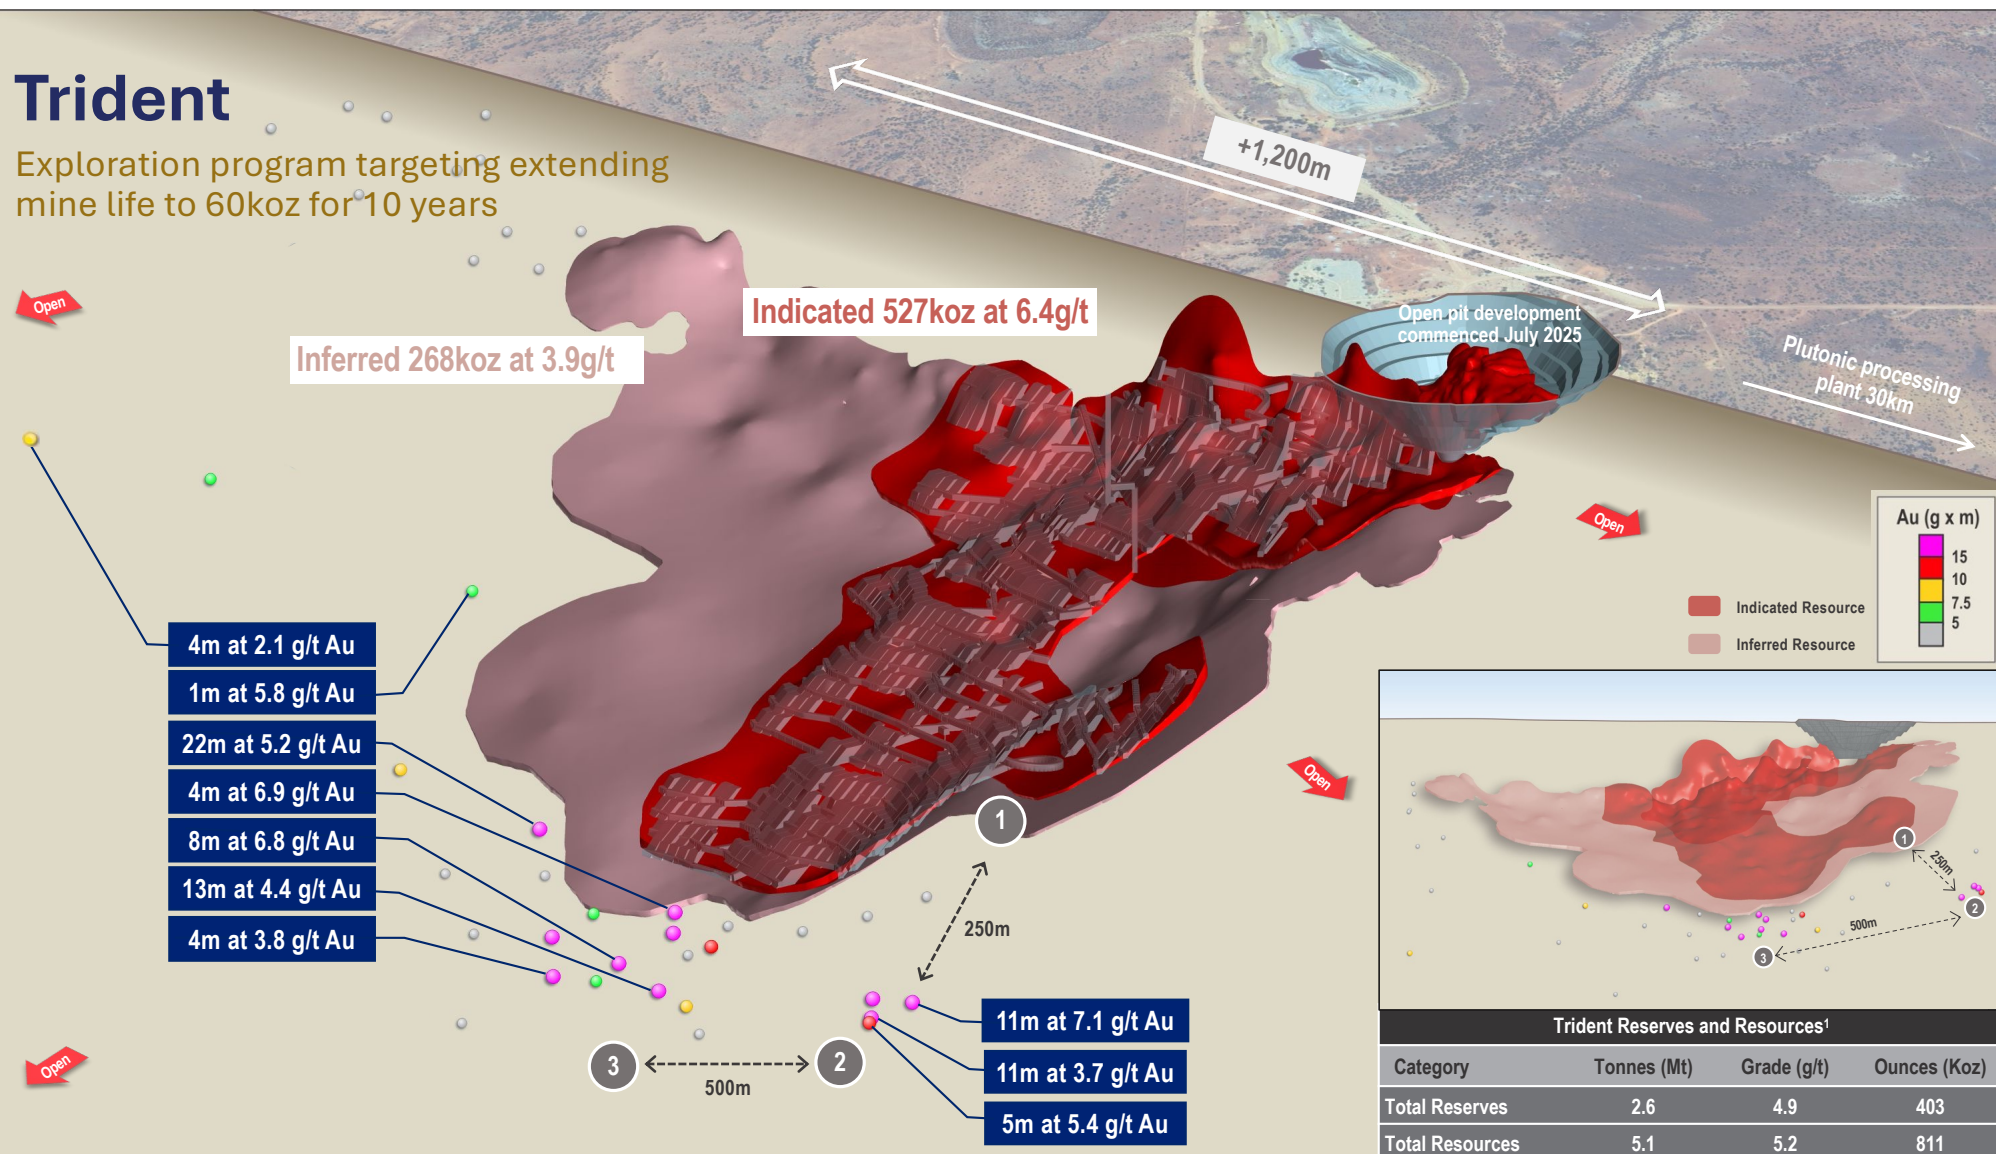 Trident
Exploration program targeting extending
mine life to 60koz for 10 years
+1,200m
Open
Indicated 527koz at 6.4g/t
Open pit development
commenced July 2025
Inferred 268koz at 3.9g/t
Plutonic processing
plant 30km
Open
Au (g x m)
15
10
7.5
5
Indicated Resource
Inferred Resource
4m at 2.1 g/t Au
1m at 5.8 g/t Au
22m at 5.2 g/t Au
4m at 6.9 g/t Au
8m at 6.8 g/t Au
13m at 4.4 g/t Au
4m at 3.8 g/t Au
Open
1
250m
11m at 7.1 g/t Au
11m at 3.7 g/t Au
5m at 5.4 g/t Au
3
2
500m
Open
1
250m
2
500m
3
Trident Reserves and Resources¹
Category Tonnes (Mt) Grade (g/t) Ounces (Koz)
Total Reserves 2.6 4.9 403
Total Resources 5.1 5.2 811